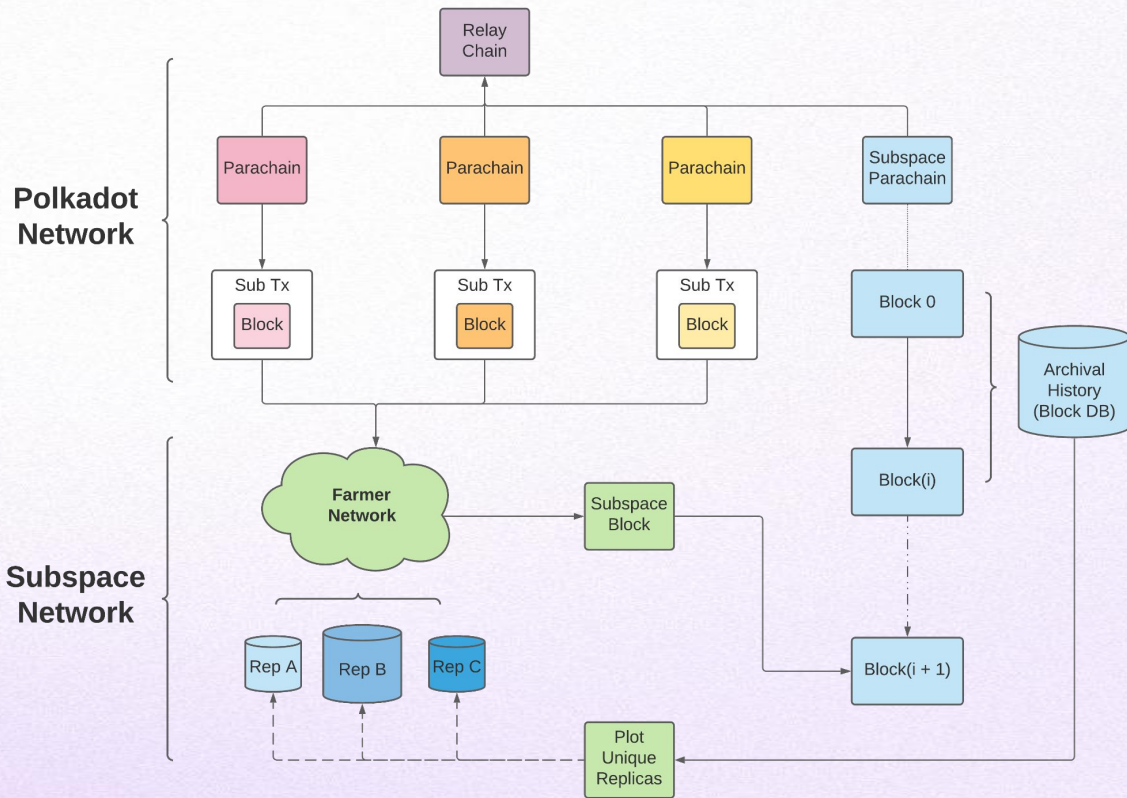 Relay
Chain
Parachain
Parachain
Parachain
Subspace
Parachain
Polkadot
Network
Sub Tx
Block
Sub Tx
Block
Sub Tx
Block
Block 0
Archival
History
(Block DB)
Block(i)
Farmer
Network
Subspace
Block
Subspace
Network
Rep A
Rep B
Rep C
Block(i + 1)
Plot
Unique
Replicas